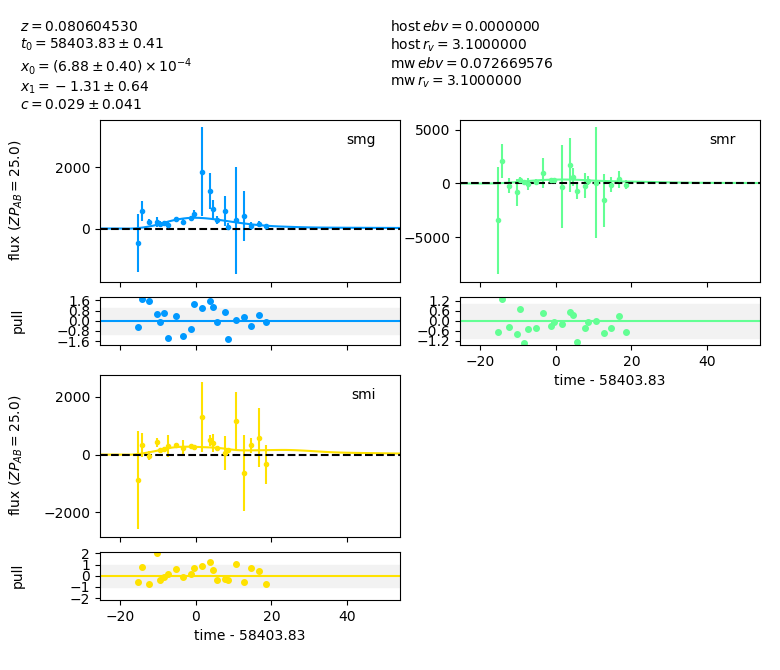 z = 0.080604530
t₀ = 58403.83 ± 0.41
x₀ = (6.88 ± 0.40) × 10⁻⁴
x₁ = −1.31 ± 0.64
c = 0.029 ± 0.041
host ebv = 0.0000000
host r_v = 3.1000000
mw ebv = 0.072669576
mw r_v = 3.1000000
smg
2000
0
flux (ZP_AB = 25.0)
smr
5000
0
−5000
1.6
0.8
0.0
−0.8
−1.6
pull
1.2
0.6
0.0
−0.6
−1.2
−20 0 20 40
time - 58403.83
smi
2000
0
−2000
flux (ZP_AB = 25.0)
2
1
0
−1
−2
pull
−20 0 20 40
time - 58403.83